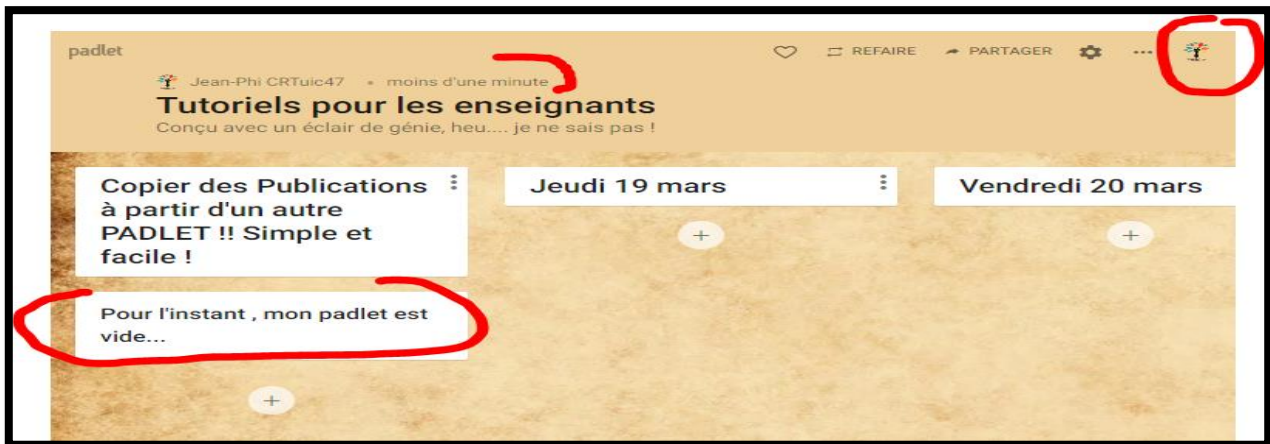 padlet
REFAIRE
PARTAGER
Jean-Phi CRTuic47 • moins d'une minute
Tutoriels pour les enseignants
Conçu avec un éclair de génie, heu.... je ne sais pas !
Copier des Publications
à partir d'un autre
PADLET !! Simple et
facile !
Jeudi 19 mars
Vendredi 20 mars
Pour l'instant , mon padlet est
vide...